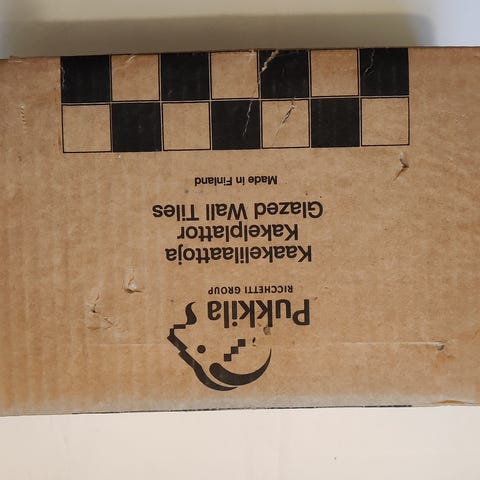 Pukkila
RICCHETTI GROUP
Kaakelilaattoja
Kakelplattor
Glazed Wall Tiles
Made in Finland